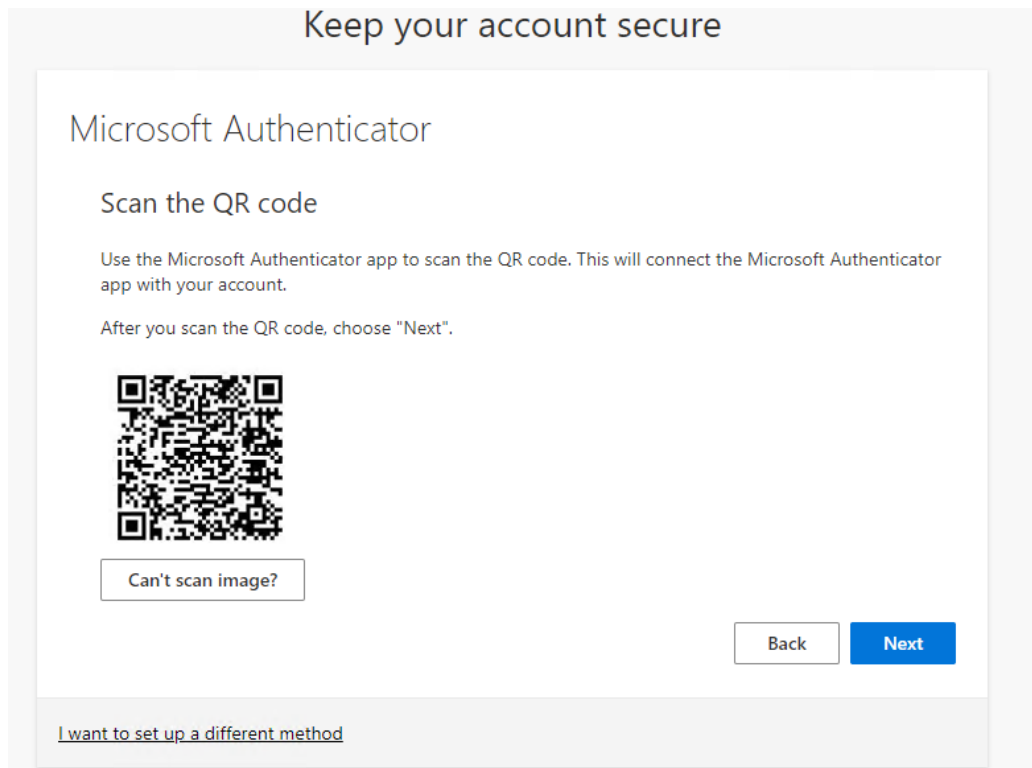 Keep your account secure
Microsoft Authenticator
Scan the QR code
Use the Microsoft Authenticator app to scan the QR code. This will connect the Microsoft Authenticator
app with your account.
After you scan the QR code, choose "Next".
Can't scan image?
Back
Next
I want to set up a different method